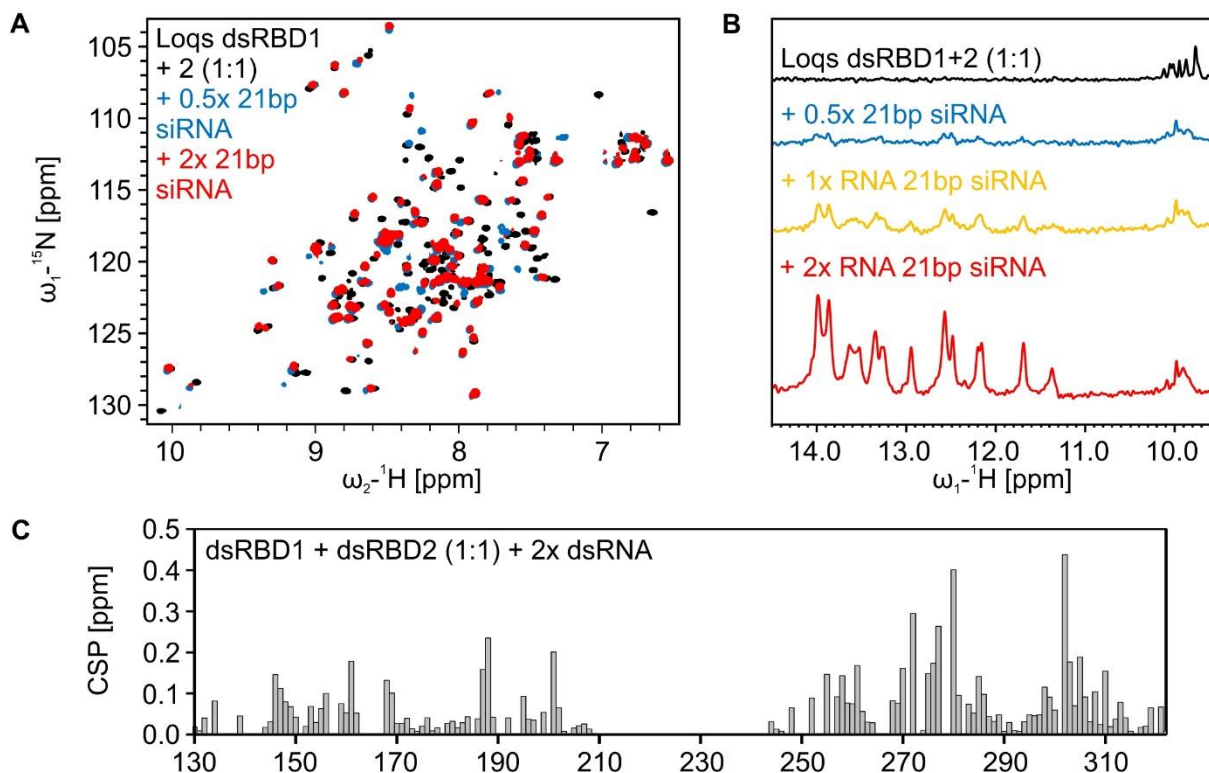 A
Loqs dsRBD1
+ 2 (1:1)
+ 0.5x 21bp
siRNA
+ 2x 21bp
siRNA
105
110
115
120
125
130
ω₁-¹⁵N [ppm]
10 9 8 7
ω₂-¹H [ppm]
B
Loqs dsRBD1+2 (1:1)
+ 0.5x 21bp siRNA
+ 1x RNA 21bp siRNA
+ 2x RNA 21bp siRNA
14.0 13.0 12.0 11.0 10.0
ω₁-¹H [ppm]
C
dsRBD1 + dsRBD2 (1:1) + 2x dsRNA
0.5
0.4
0.3
0.2
0.1
0.0
CSP [ppm]
130 150 170 190 210 230 250 270 290 310